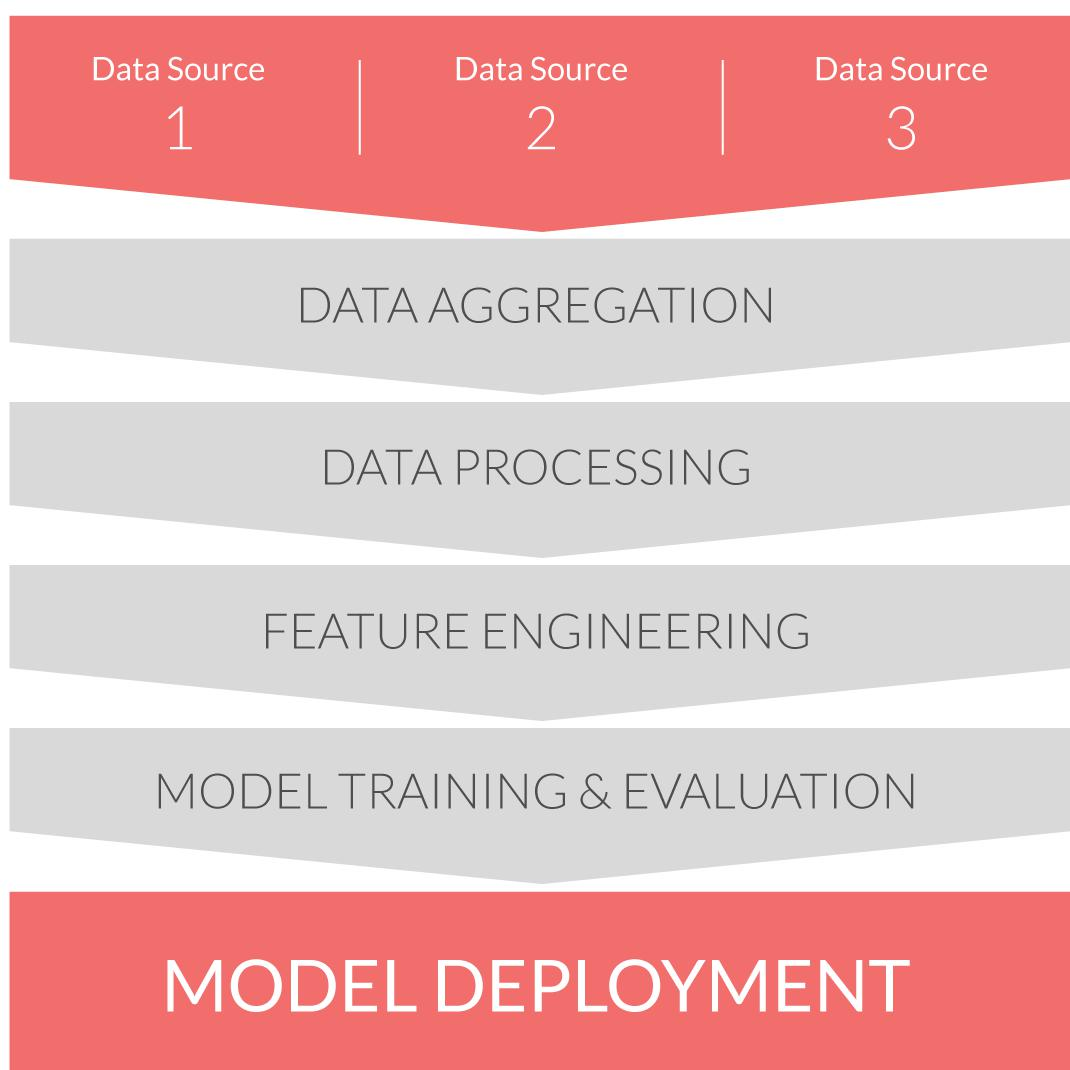 Data Source
1
Data Source
2
Data Source
3
DATA AGGREGATION
DATA PROCESSING
FEATURE ENGINEERING
MODEL TRAINING & EVALUATION
MODEL DEPLOYMENT